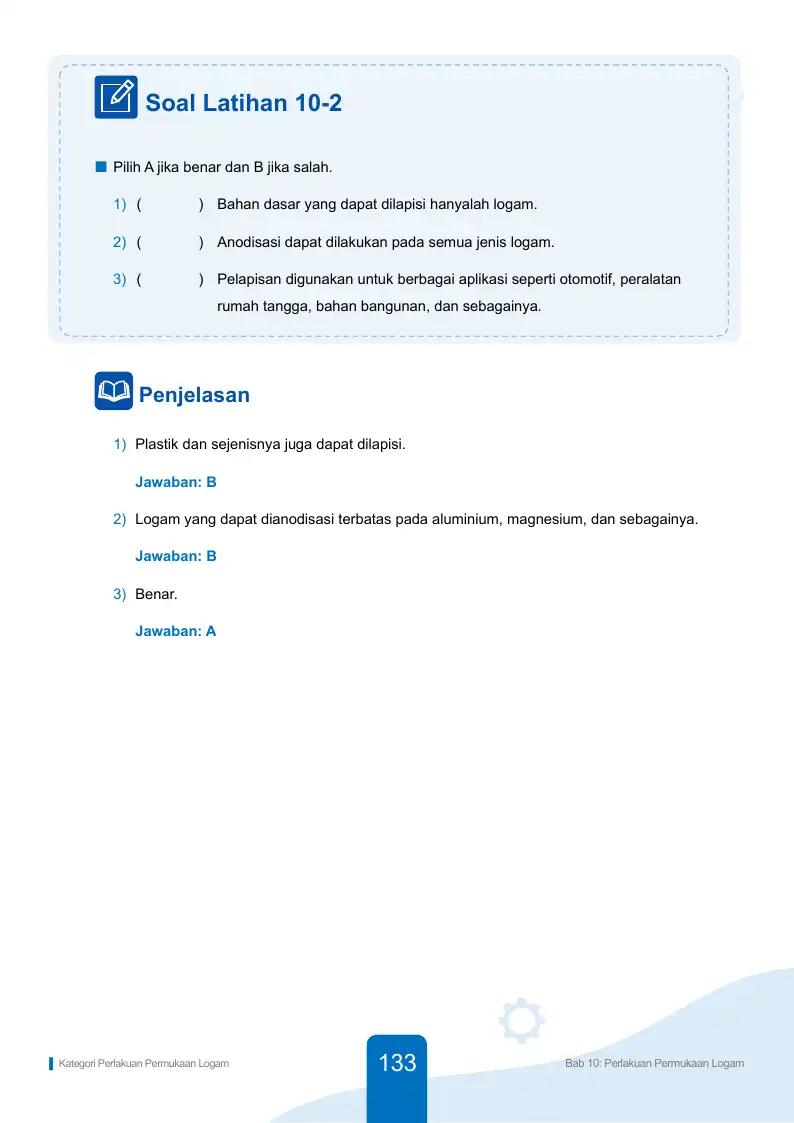 Soal Latihan 10-2
■ Pilih A jika benar dan B jika salah.
1) ( ) Bahan dasar yang dapat dilapisi hanyalah logam.
2) ( ) Anodisasi dapat dilakukan pada semua jenis logam.
3) ( ) Pelapisan digunakan untuk berbagai aplikasi seperti otomotif, peralatan
rumah tangga, bahan bangunan, dan sebagainya.
Penjelasan
1) Plastik dan sejenisnya juga dapat dilapisi.
Jawaban: B
2) Logam yang dapat dianodisasi terbatas pada aluminium, magnesium, dan sebagainya.
Jawaban: B
3) Benar.
Jawaban: A
Kategori Perlakuan Permukaan Logam
133
Bab 10: Perlakuan Permukaan Logam